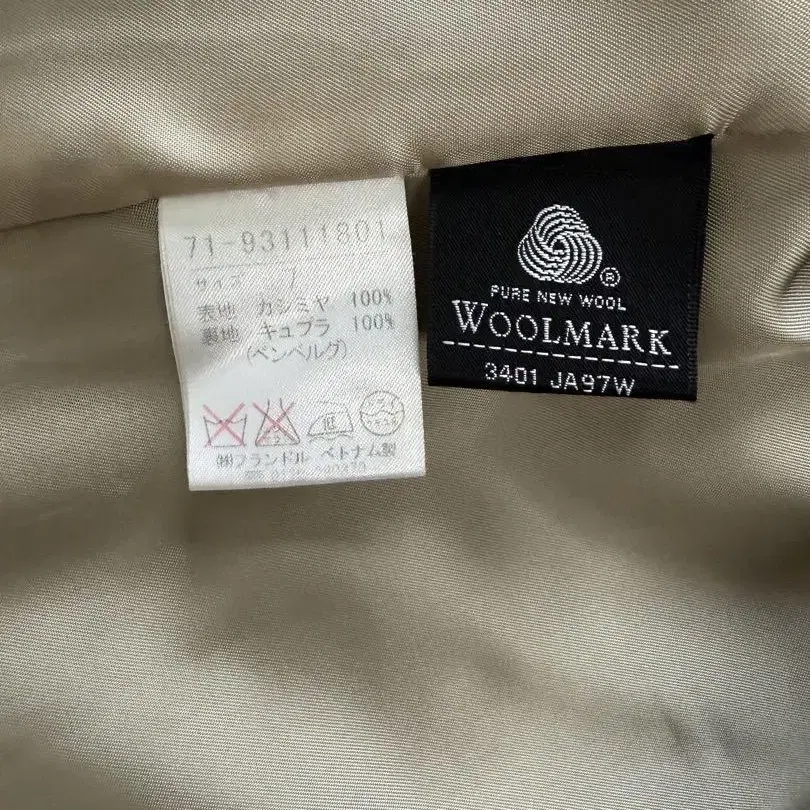 71-93111801
サイズ
表地 カシミヤ 100%
裏地 キュプラ 100%
(ベンベルグ)
低
(株)フランドル ベトナム製
®
PURE NEW WOOL
WOOLMARK
3401 JA97W